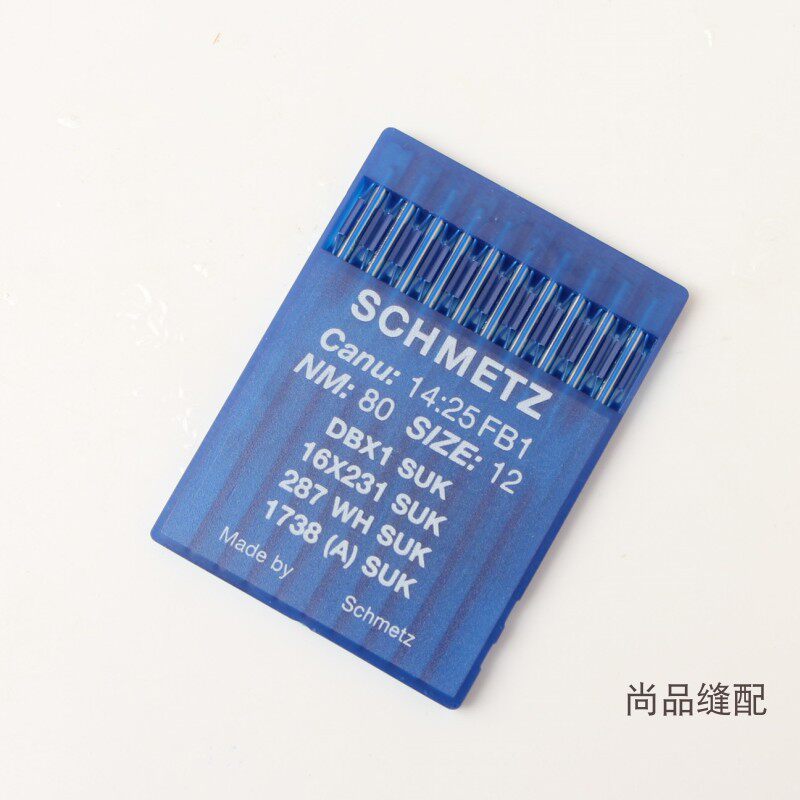 SCHMETZ
Canu: 14:25 FB1
NM: 80 SIZE: 12
DBX1 SUK
16X231 SUK
287 WH SUK
1738 (A) SUK
Made by Schmetz
尚品缝配